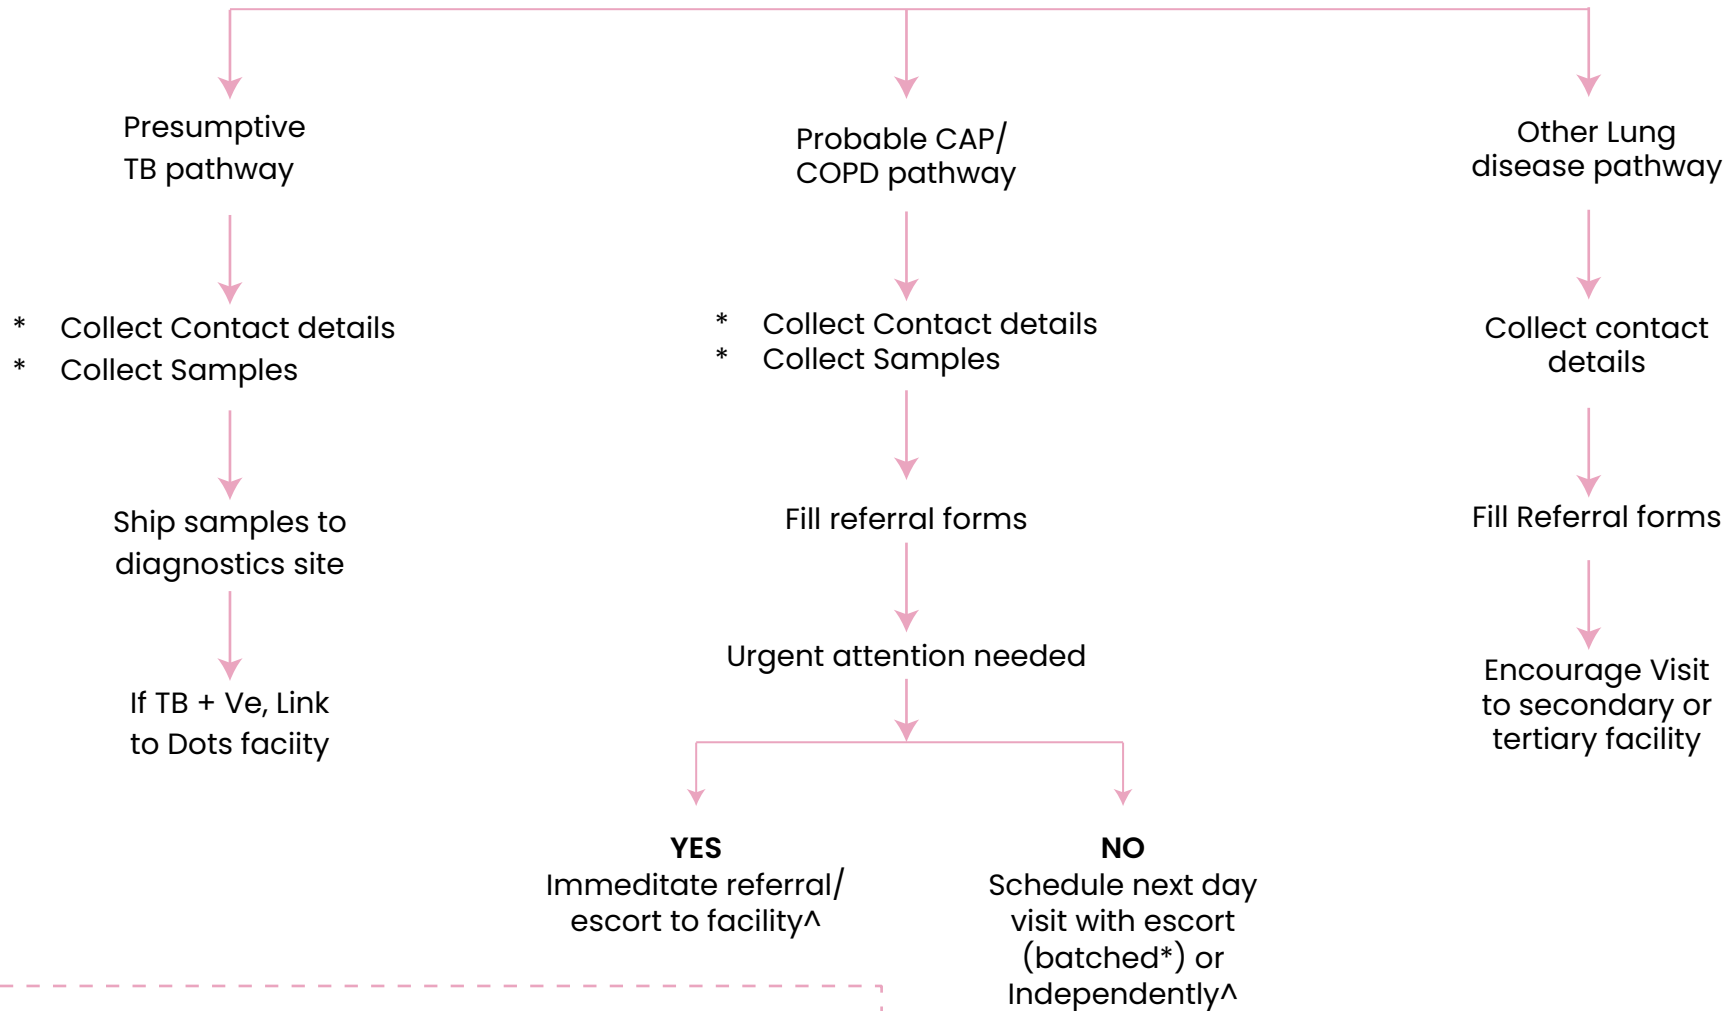 Presumptive
TB pathway
* Collect Contact details
* Collect Samples
Ship samples to
diagnostics site
If TB + Ve, Link
to Dots faciity
Probable CAP/
COPD pathway
* Collect Contact details
* Collect Samples
Fill referral forms
Urgent attention needed
YES
Immeditate referral/
escort to facility^
NO
Schedule next day
visit with escort
(batched*) or
Independently^
Other Lung
disease pathway
Collect contact
details
Fill Referral forms
Encourage Visit
to secondary or
tertiary facility